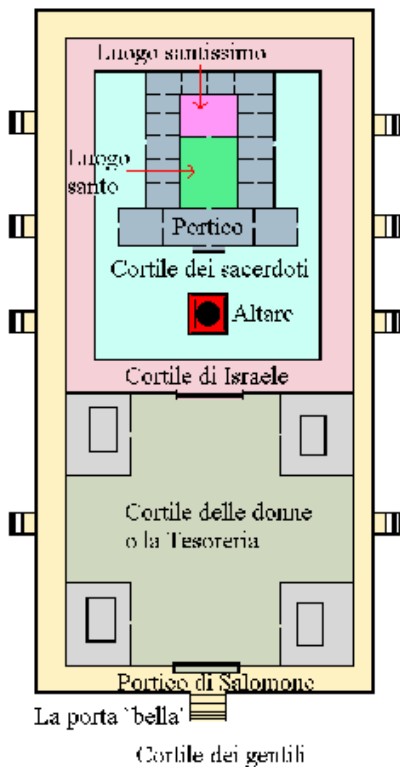 Luogo santissimo
Luogo
santo
Portico
Cortile dei sacerdoti
Altare
Cortile di Israele
Cortile delle donne
o la Tesoreria
Portico di Salomone
La porta `bella'
Cortile dei gentili